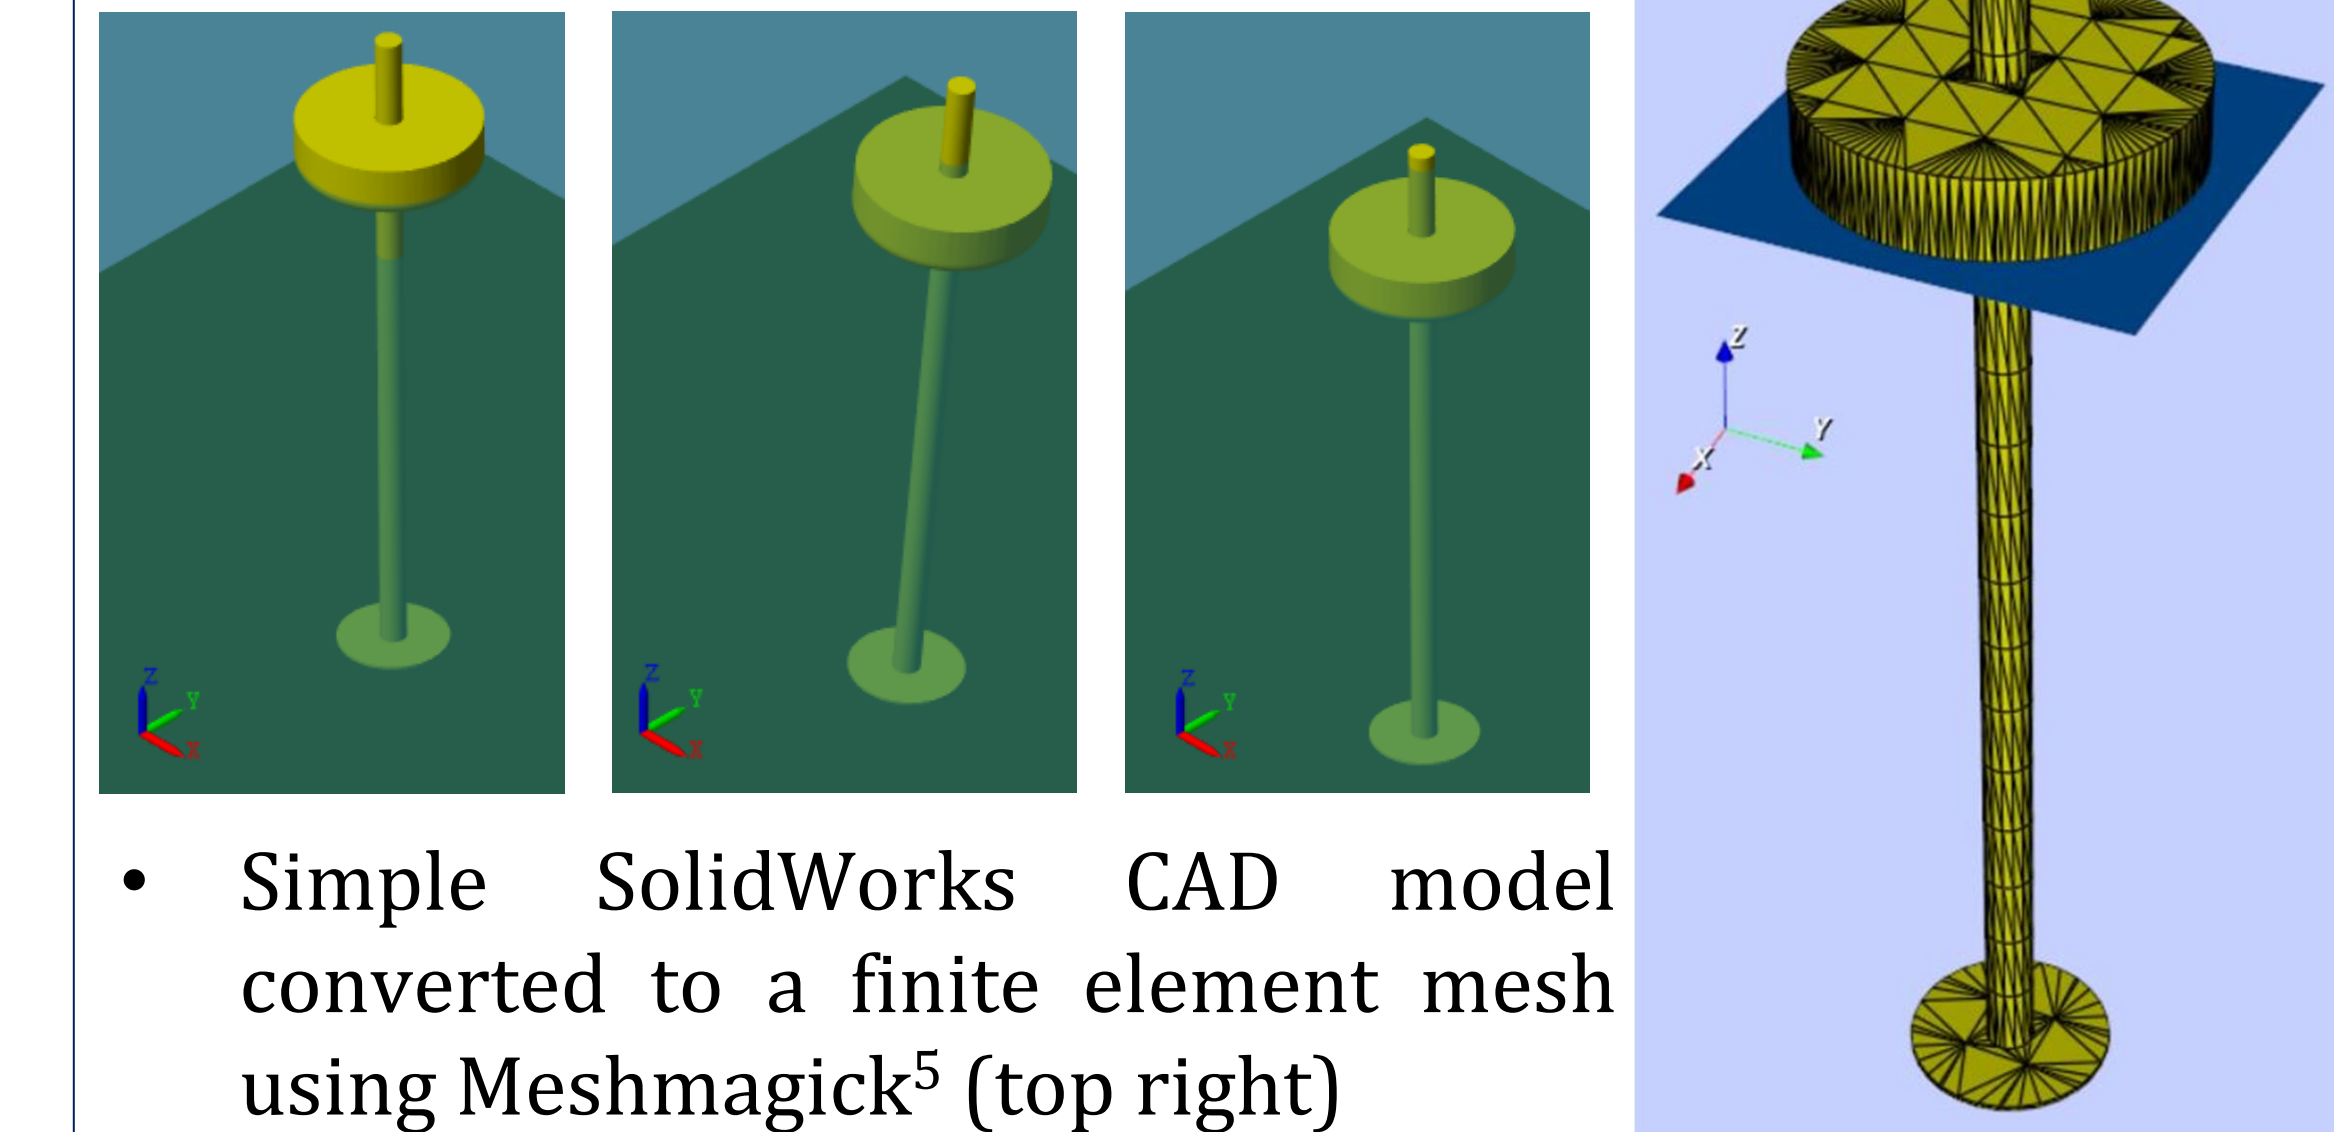 Z
Y
X
Z
Y
X
Z
Y
X
Z
Y
X
• Simple SolidWorks CAD model
converted to a finite element mesh
using Meshmagick⁵ (top right)